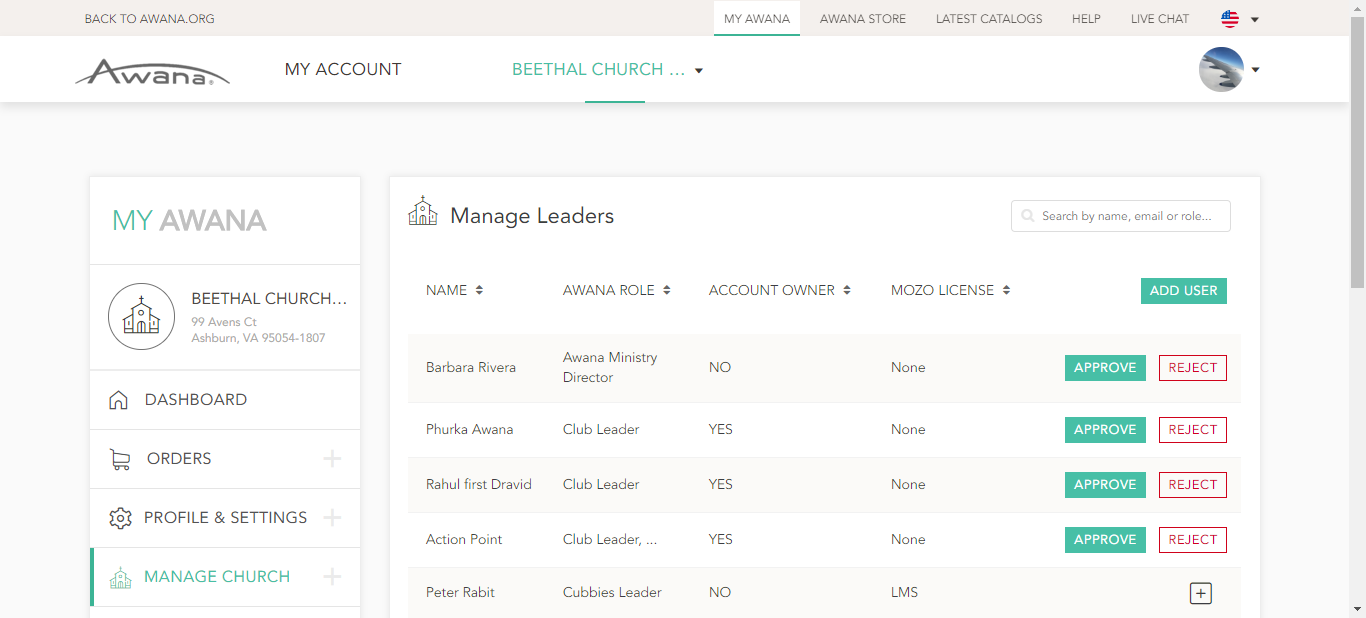 BACK TO AWANA.ORG
MY AWANA
AWANA STORE
LATEST CATALOGS
HELP
LIVE CHAT
Awana®
MY ACCOUNT
BEETHAL CHURCH ...
MY AWANA
BEETHAL CHURCH...
99 Avens Ct
Ashburn, VA 95054-1807
DASHBOARD
ORDERS
PROFILE & SETTINGS
MANAGE CHURCH
Manage Leaders
Search by name, email or role...
NAME
AWANA ROLE
ACCOUNT OWNER
MOZO LICENSE
ADD USER
Barbara Rivera
Awana Ministry
Director
NO
None
APPROVE
REJECT
Phurka Awana
Club Leader
YES
None
APPROVE
REJECT
Rahul first Dravid
Club Leader
YES
None
APPROVE
REJECT
Action Point
Club Leader, ...
YES
None
APPROVE
REJECT
Peter Rabit
Cubbies Leader
NO
LMS